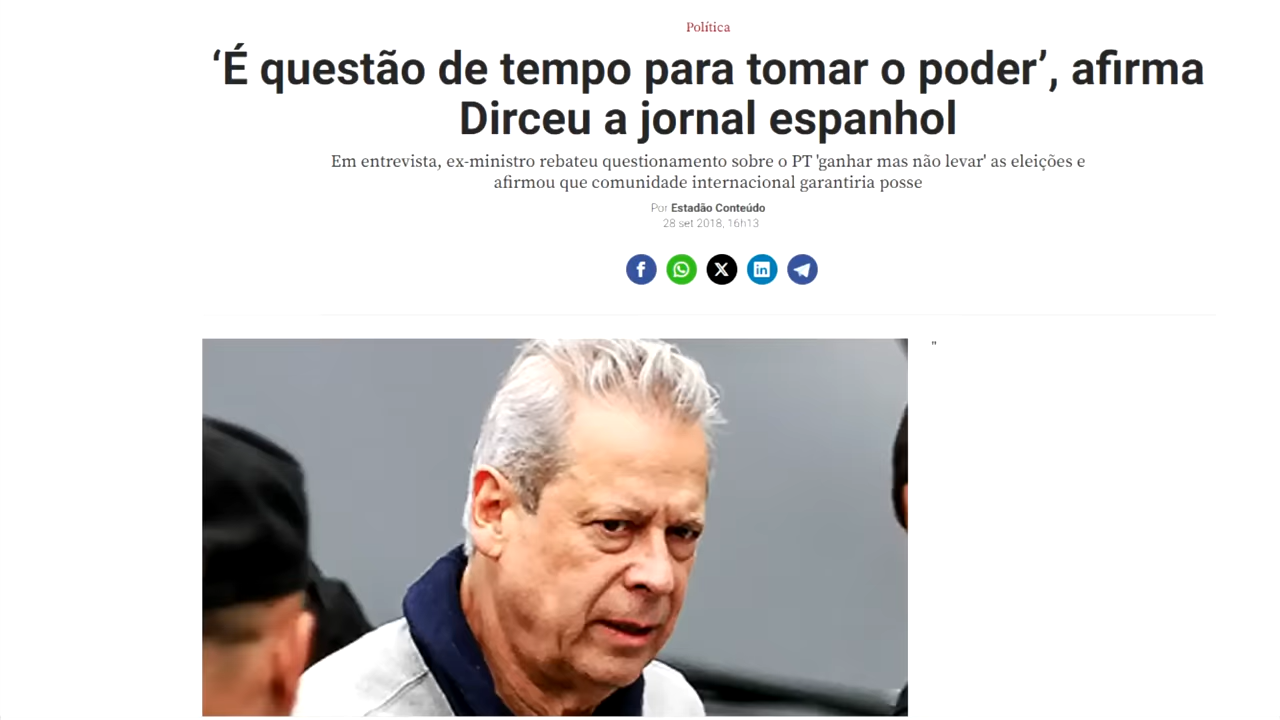 Política
‘É questão de tempo para tomar o poder’, afirma
Dirceu a jornal espanhol
Em entrevista, ex-ministro rebateu questionamento sobre o PT 'ganhar mas não levar' as eleições e
afirmou que comunidade internacional garantiria posse
Por Estadão Conteúdo
28 set 2018, 16h13
"